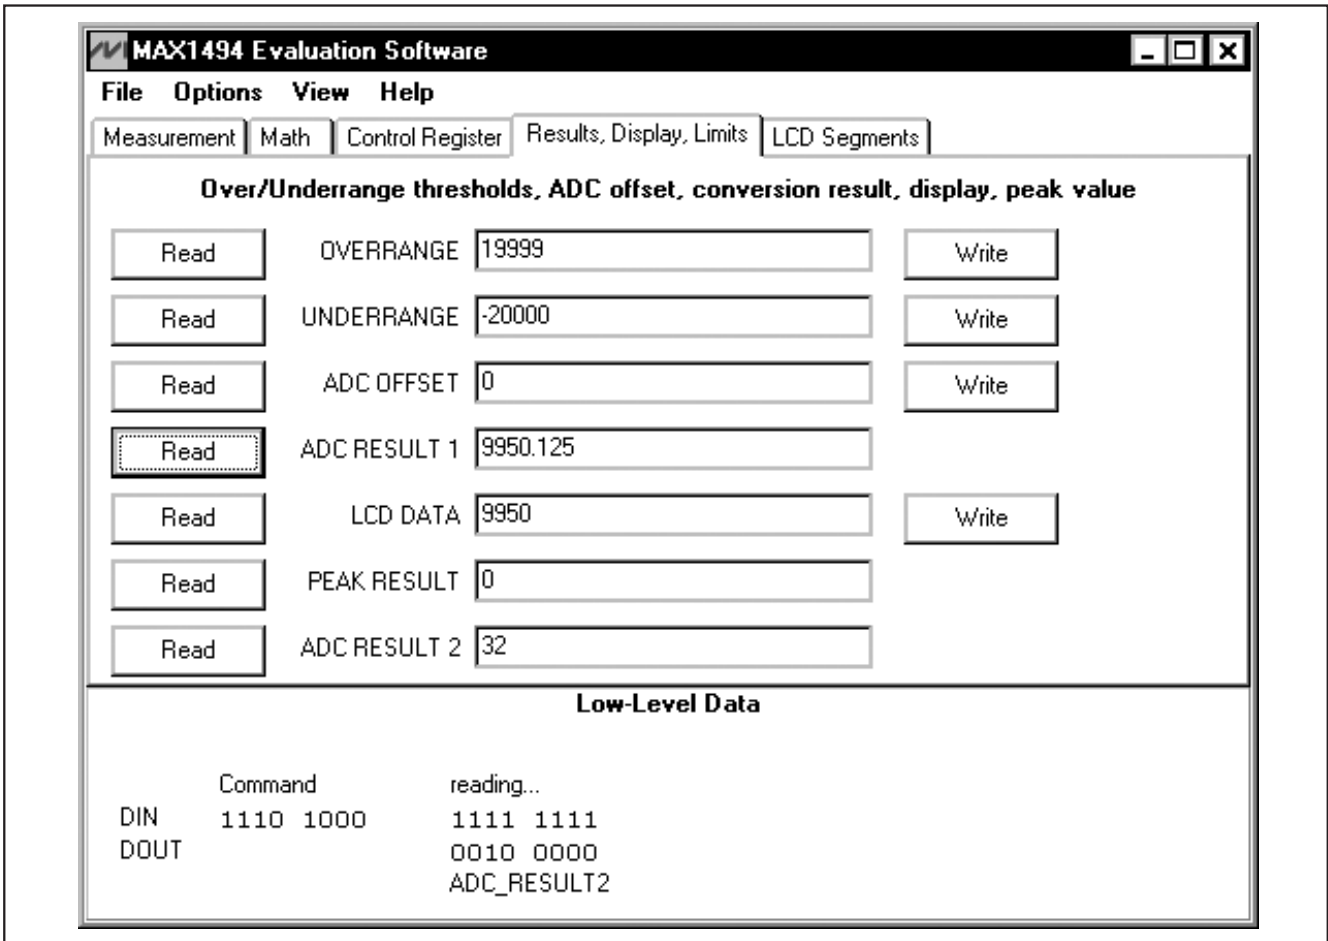 MAX1494 Evaluation Software
File Options View Help
Measurement Math Control Register Results, Display, Limits LCD Segments
Over/Underrange thresholds, ADC offset, conversion result, display, peak value
Read OVERRANGE 19999 Write
Read UNDERRANGE -20000 Write
Read ADC OFFSET 0 Write
Read ADC RESULT 1 9950.125
Read LCD DATA 9950 Write
Read PEAK RESULT 0
Read ADC RESULT 2 32
Low-Level Data
Command reading...
DIN 1110 1000 1111 1111
DOUT 0010 0000
ADC_RESULT2